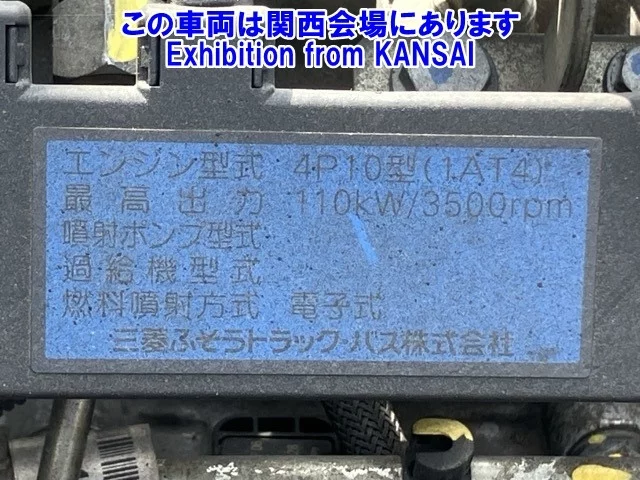 この車両は関西会場にあります
Exhibition from KANSAI
エンジン型式 4P10型(1AT4)
最高出力 110kW/3500rpm
噴射ポンプ型式
過給機型式
燃料噴射方式 電子式
三菱ふそうトラック・バス株式会社